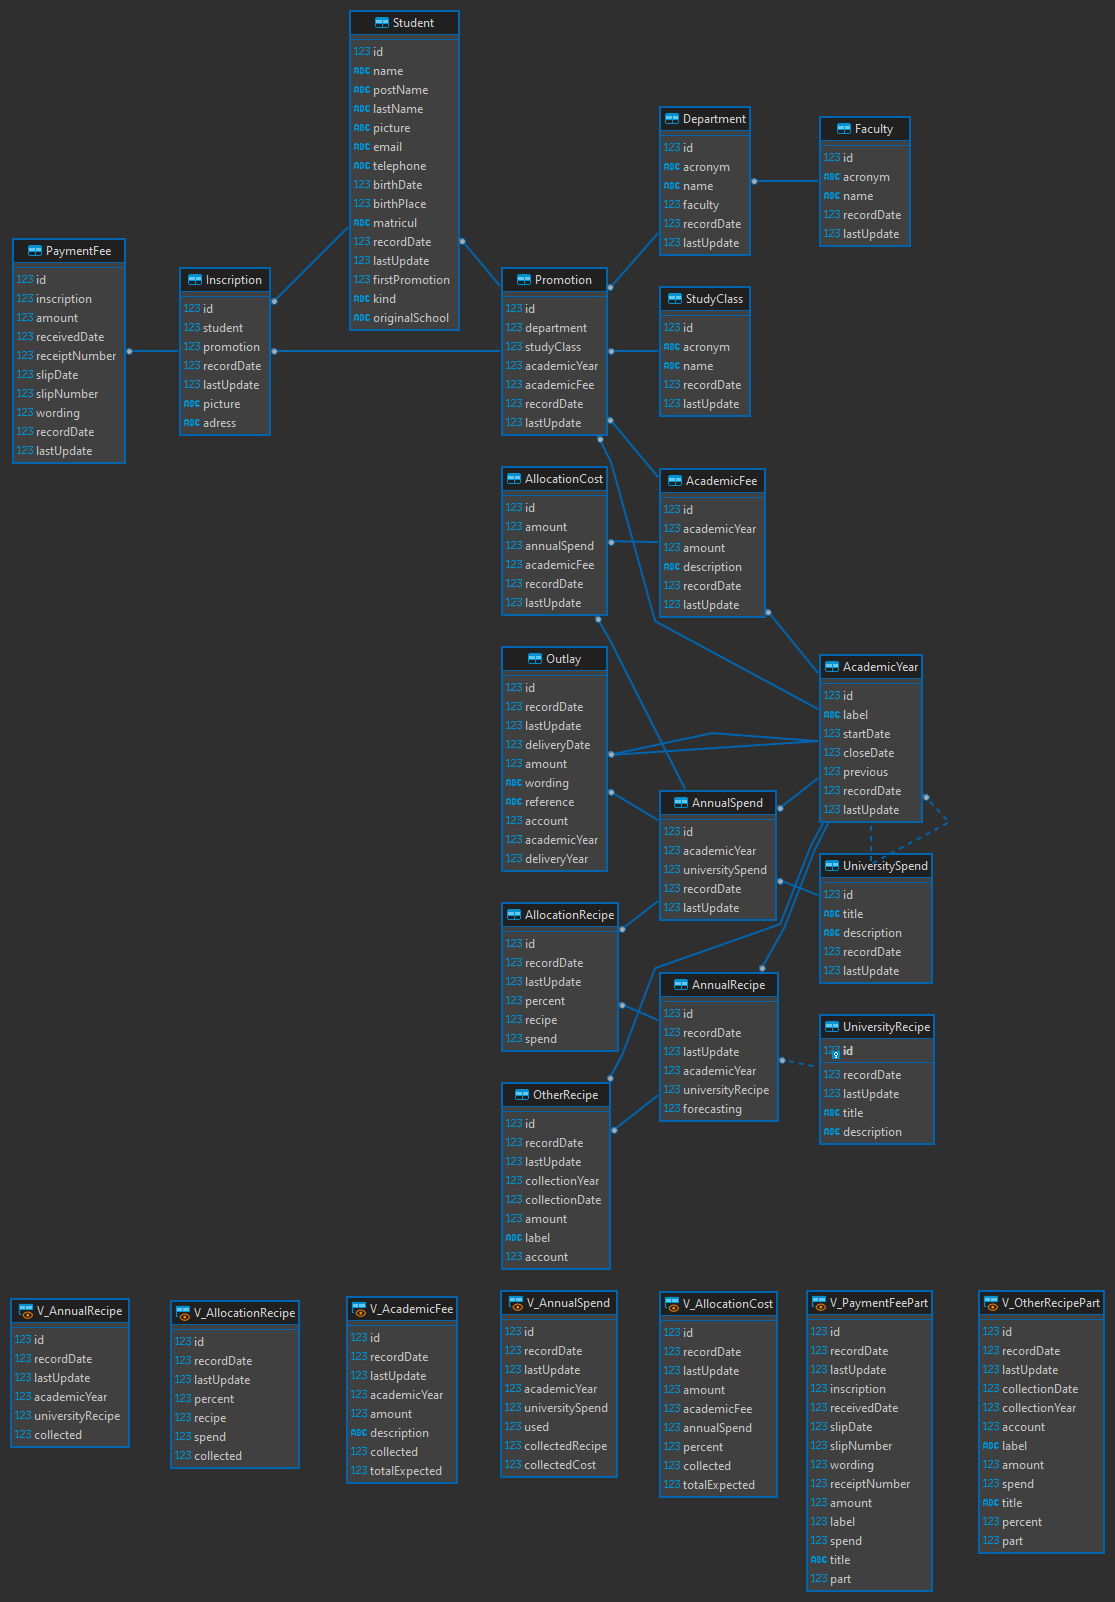 Student
123 id
ABC name
ABC postName
ABC lastName
ABC picture
ABC email
ABC telephone
123 birthDate
123 birthPlace
ABC matricul
123 recordDate
123 lastUpdate
123 firstPromotion
123 kind
123 originalSchool
Department
123 id
ABC acronym
ABC name
123 faculty
123 recordDate
123 lastUpdate
Faculty
123 id
ABC acronym
ABC name
123 recordDate
123 lastUpdate
PaymentFee
123 id
123 inscription
123 amount
123 receivedDate
123 receiptNumber
123 slipDate
123 slipNumber
123 wording
123 recordDate
123 lastUpdate
Inscription
123 id
123 student
123 promotion
123 recordDate
123 lastUpdate
ABC picture
ABC adress
Promotion
123 id
123 department
123 studyClass
123 academicYear
123 academicFee
123 recordDate
123 lastUpdate
StudyClass
123 id
ABC acronym
ABC name
123 recordDate
123 lastUpdate
AllocationCost
123 id
123 amount
123 annualSpend
123 academicFee
123 recordDate
123 lastUpdate
AcademicFee
123 id
123 academicYear
123 amount
ABC description
123 recordDate
123 lastUpdate
Outlay
123 id
123 recordDate
123 lastUpdate
123 deliveryDate
123 amount
ABC wording
ABC reference
123 account
123 academicYear
123 deliveryYear
AcademicYear
123 id
ABC label
123 startDate
123 closeDate
123 previous
123 recordDate
123 lastUpdate
AnnualSpend
123 id
123 academicYear
123 universitySpend
123 recordDate
123 lastUpdate
UniversitySpend
123 id
ABC title
ABC description
123 recordDate
123 lastUpdate
AllocationRecipe
123 id
123 recordDate
123 lastUpdate
123 percent
123 recipe
123 spend
AnnualRecipe
123 id
123 recordDate
123 lastUpdate
123 academicYear
123 universityRecipe
123 forecasting
UniversityRecipe
123 id
123 recordDate
123 lastUpdate
ABC title
ABC description
OtherRecipe
123 id
123 recordDate
123 lastUpdate
123 collectionYear
123 collectionDate
123 amount
ABC label
123 account
V_AnnualRecipe
123 id
123 recordDate
123 lastUpdate
123 academicYear
123 universityRecipe
123 collected
V_AllocationRecipe
123 id
123 recordDate
123 lastUpdate
123 percent
123 recipe
123 spend
123 collected
V_AcademicFee
123 id
123 recordDate
123 lastUpdate
123 academicYear
123 amount
ABC description
123 collected
123 totalExpected
V_AnnualSpend
123 id
123 recordDate
123 lastUpdate
123 academicYear
123 universitySpend
123 used
123 collectedRecipe
123 collectedCost
V_AllocationCost
123 id
123 recordDate
123 lastUpdate
123 amount
123 academicFee
123 annualSpend
123 percent
123 collected
123 totalExpected
V_PaymentFeePart
123 id
123 recordDate
123 lastUpdate
123 inscription
123 receivedDate
123 slipDate
123 slipNumber
123 wording
123 receiptNumber
123 amount
123 label
123 spend
ABC title
123 part
V_OtherRecipePart
123 id
123 recordDate
123 lastUpdate
123 collectionDate
123 collectionYear
123 account
ABC label
123 amount
123 spend
ABC title
123 percent
123 part